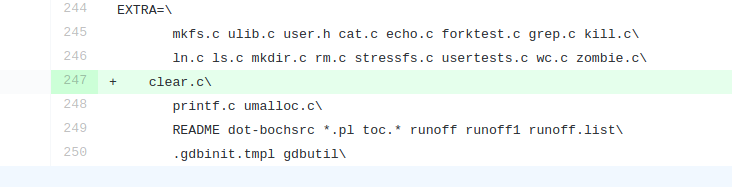 244 EXTRA=\
245 mkfs.c ulib.c user.h cat.c echo.c forktest.c grep.c kill.c\
246 ln.c ls.c mkdir.c rm.c stressfs.c usertests.c wc.c zombie.c\
247 + clear.c\
248 printf.c umalloc.c\
249 README dot-bochsrc *.pl toc.* runoff runoff1 runoff.list\
250 .gdbinit.tmpl gdbutil\